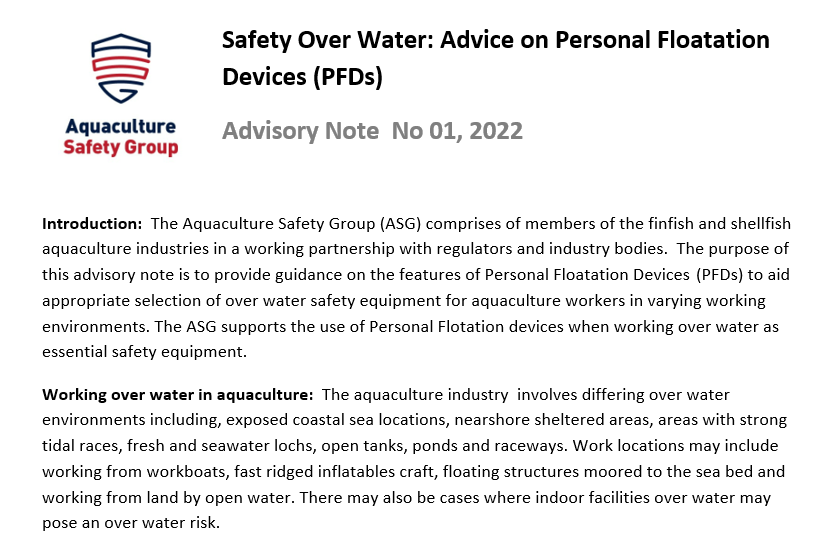 Aquaculture
Safety Group
Safety Over Water: Advice on Personal Floatation
Devices (PFDs)
Advisory Note  No 01, 2022
Introduction:  The Aquaculture Safety Group (ASG) comprises of members of the finfish and shellfish
aquaculture industries in a working partnership with regulators and industry bodies.  The purpose of
this advisory note is to provide guidance on the features of Personal Floatation Devices (PFDs) to aid
appropriate selection of over water safety equipment for aquaculture workers in varying working
environments. The ASG supports the use of Personal Flotation devices when working over water as
essential safety equipment.
Working over water in aquaculture:  The aquaculture industry  involves differing over water
environments including, exposed coastal sea locations, nearshore sheltered areas, areas with strong
tidal races, fresh and seawater lochs, open tanks, ponds and raceways. Work locations may include
working from workboats, fast ridged inflatables craft, floating structures moored to the sea bed and
working from land by open water. There may also be cases where indoor facilities over water may
pose an over water risk.